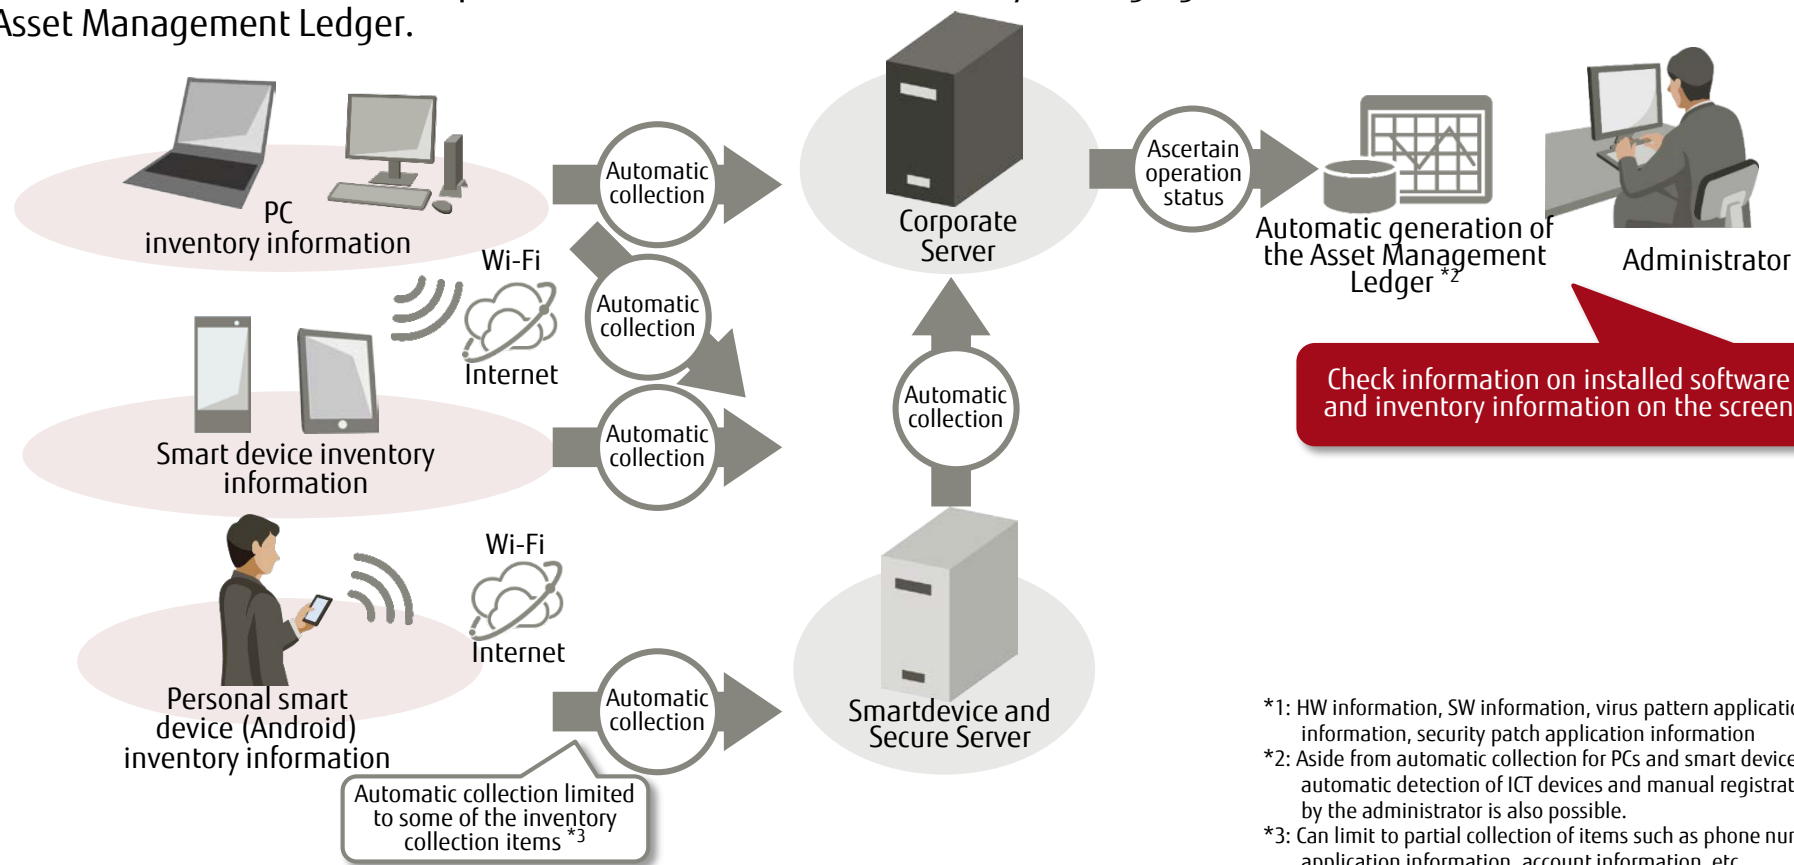 Asset Management Ledger.
PC
inventory information
Automatic
collection
Wi-Fi
Internet
Automatic
collection
Smart device inventory
information
Automatic
collection
Wi-Fi
Internet
Personal smart
device (Android)
inventory information
Automatic
collection
Automatic collection limited
to some of the inventory
collection items *3
Corporate
Server
Automatic
collection
Smartdevice and
Secure Server
Ascertain
operation
status
Automatic generation of
the Asset Management
Ledger *2
Administrator
Check information on installed software
and inventory information on the screen
*1: HW information, SW information, virus pattern
information, security patch application information
*2: Aside from automatic collection for PCs and smart
automatic detection of ICT devices and manual
by the administrator is also possible.
*3: Can limit to partial collection of items such as phone
application information, account information, etc